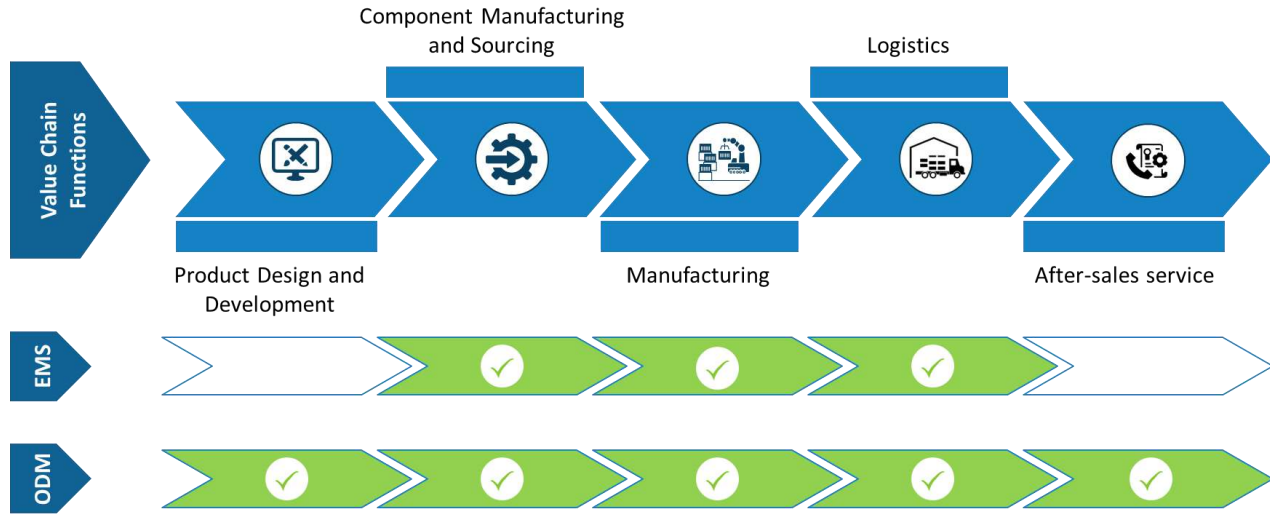 Component Manufacturing
and Sourcing
Logistics
Value Chain
Functions
Product Design and
Development
Manufacturing
After-sales service
EMS
ODM